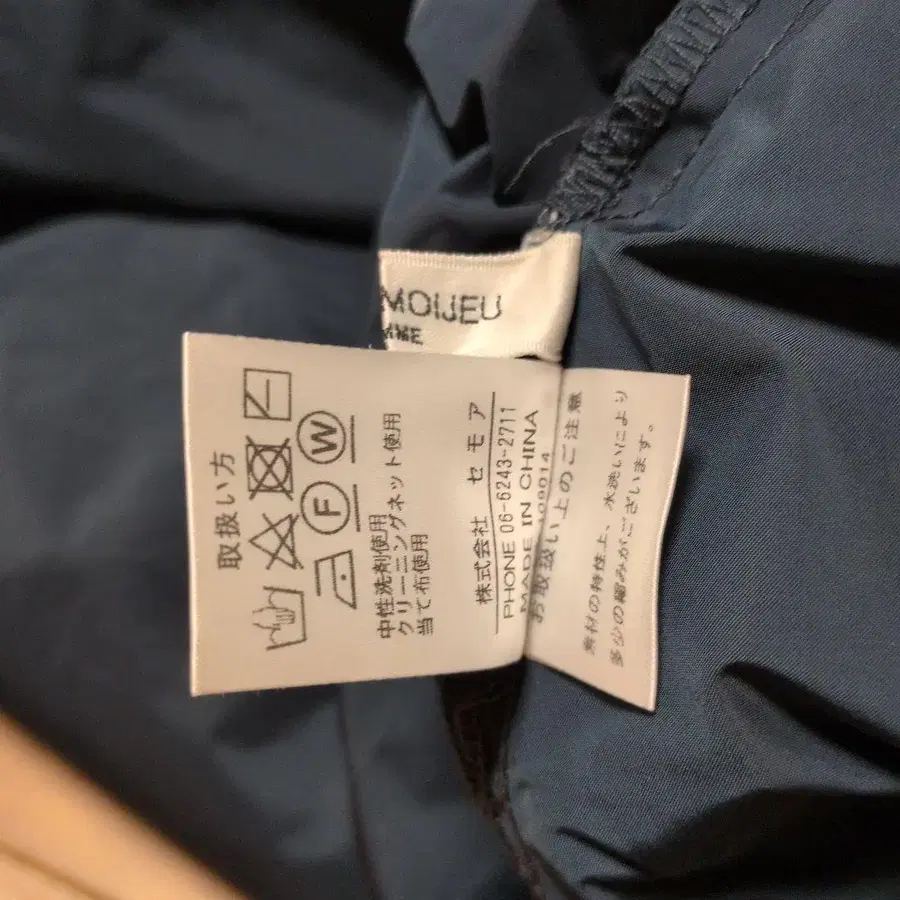 MOIJEU
MME
取扱い方
F
W
中性洗剤使用
クリーニングネット使用
当て布使用
株式会社 セモア
PHONE 06-6243-2711
MADE IN CHINA
お取扱い上のご注意
素材の特性上、水洗いにより
多少の縮みがございます。